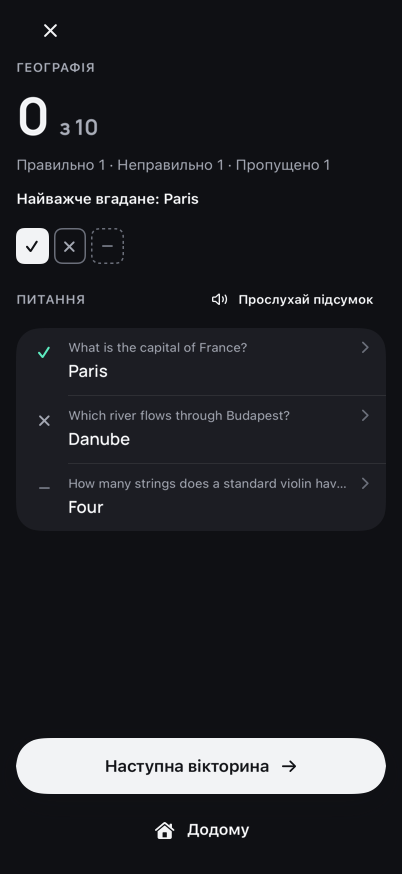 ГЕОГРАФІЯ
0 з 10
Правильно 1 · Неправильно 1 · Пропущено 1
Найважче вгадане: Paris
ПИТАННЯ
Прослухай підсумок
What is the capital of France?
Paris
Which river flows through Budapest?
Danube
How many strings does a standard violin hav...
Four
Наступна вікторина
Додому